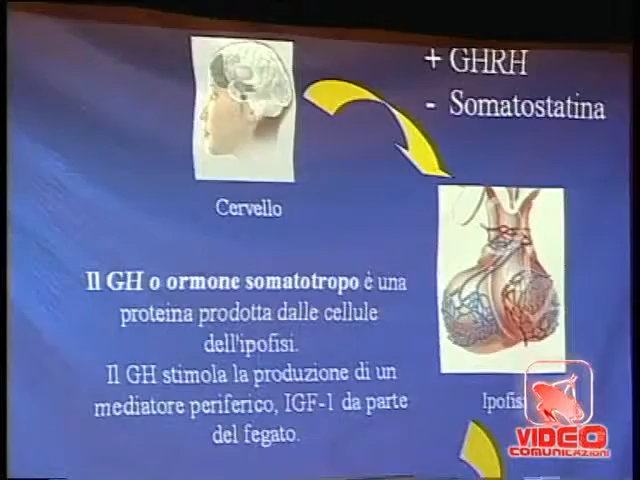 + GHRH
- Somatostatina
Cervello
Il GH o ormone somatotropo è una
proteina prodotta dalle cellule
dell'ipofisi.
Il GH stimola la produzione di un
mediatore periferico, IGF-1 da parte
del fegato.
VIDEO
COMUNICAZIONI